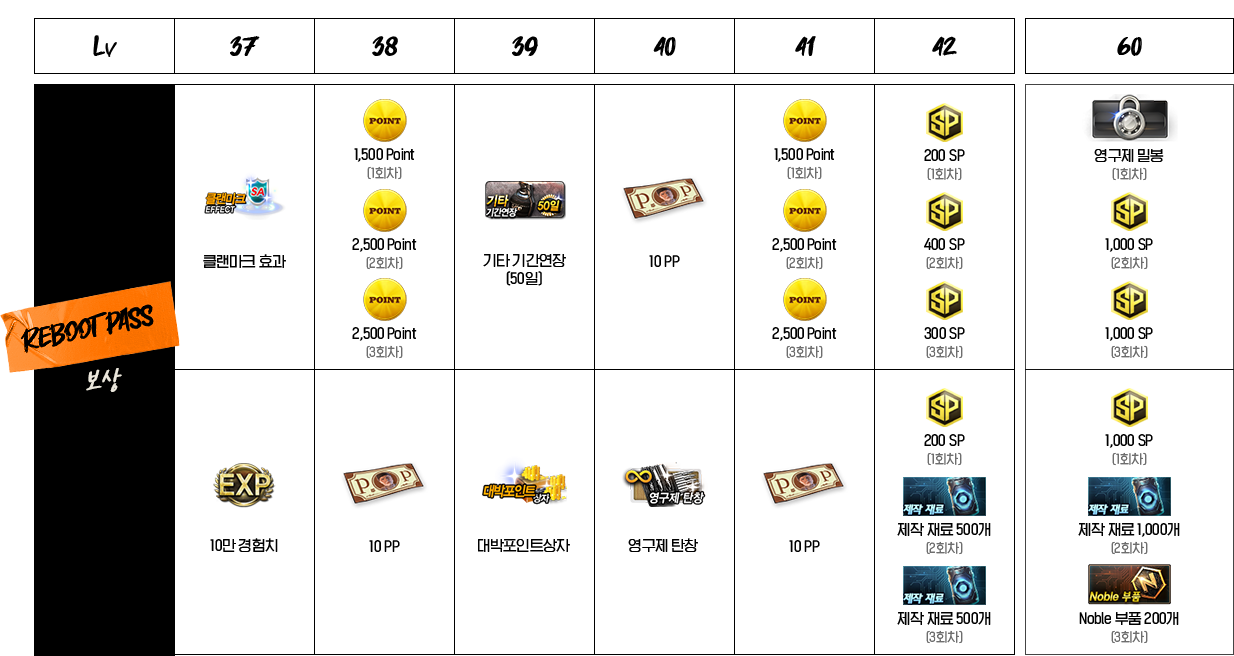 Lv
37
38
39
40
41
42
60
REBOOT PASS
보상
클랜마크
SA
EFFECT
클랜마크 효과
POINT
1,500 Point
(1회차)
POINT
2,500 Point
(2회차)
POINT
2,500 Point
(3회차)
기타
기간연장
50일
기타 기간연장
(50일)
P P
10 PP
POINT
1,500 Point
(1회차)
POINT
2,500 Point
(2회차)
POINT
2,500 Point
(3회차)
SP
200 SP
(1회차)
SP
400 SP
(2회차)
SP
300 SP
(3회차)
영구제 밀봉
(1회차)
SP
1,000 SP
(2회차)
SP
1,000 SP
(3회차)
EXP
10만 경험치
P P
10 PP
대박포인트
상자
대박포인트상자
영구제 탄창
영구제 탄창
P P
10 PP
SP
200 SP
(1회차)
제작 재료
제작 재료 500개
(2회차)
제작 재료
제작 재료 500개
(3회차)
SP
1,000 SP
(1회차)
제작 재료
제작 재료 1,000개
(2회차)
N
Noble 부품
Noble 부품 200개
(3회차)